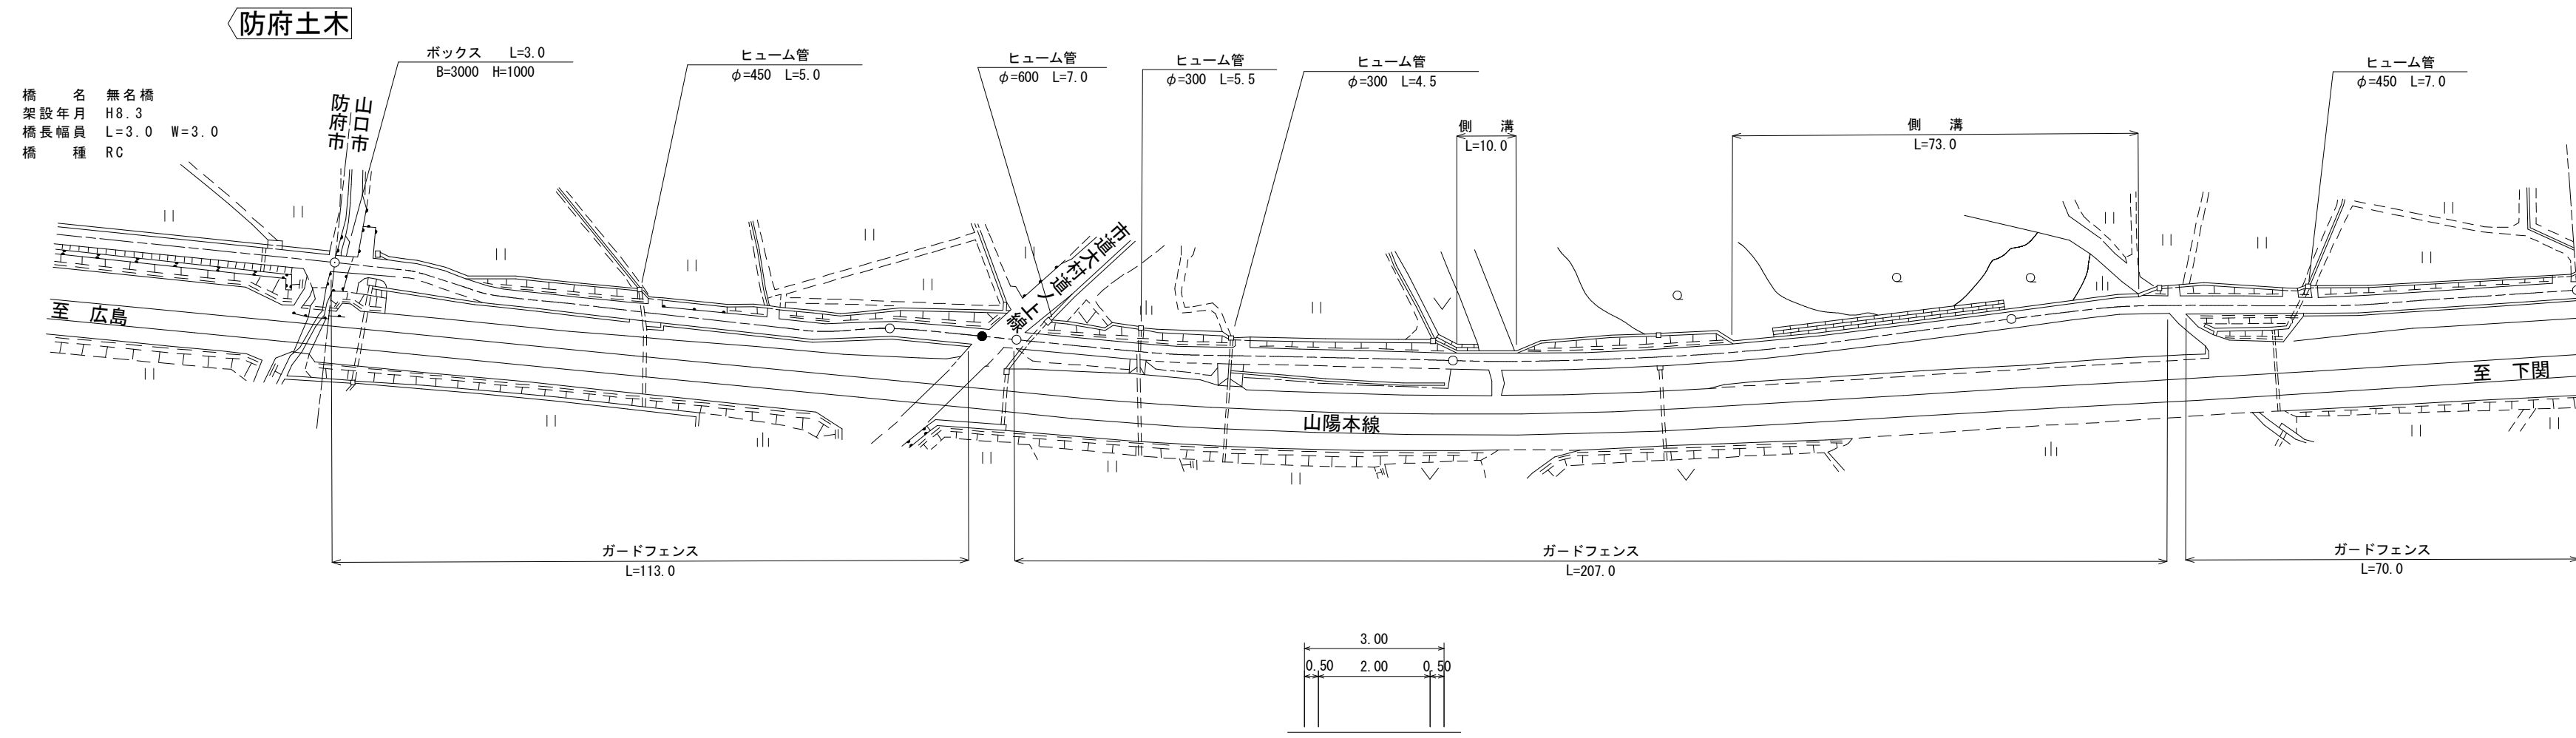 防府土木
橋　　名　無名橋
架設年月　H8.3
橋長幅員　L=3.0　W=3.0
橋　　種　RC
防府市
山口市
ボックス　L=3.0
B=3000　H=1000
ヒューム管
φ=450　L=5.0
ヒューム管
φ=600　L=7.0
ヒューム管
φ=300　L=5.5
ヒューム管
φ=300　L=4.5
側　溝
L=10.0
側　溝
L=73.0
ヒューム管
φ=450　L=7.0
市道大村道ノ上線
至　広島
山陽本線
至　下関
ガードフェンス
L=113.0
ガードフェンス
L=207.0
ガードフェンス
L=70.0
3.00
0.50　2.00　0.50